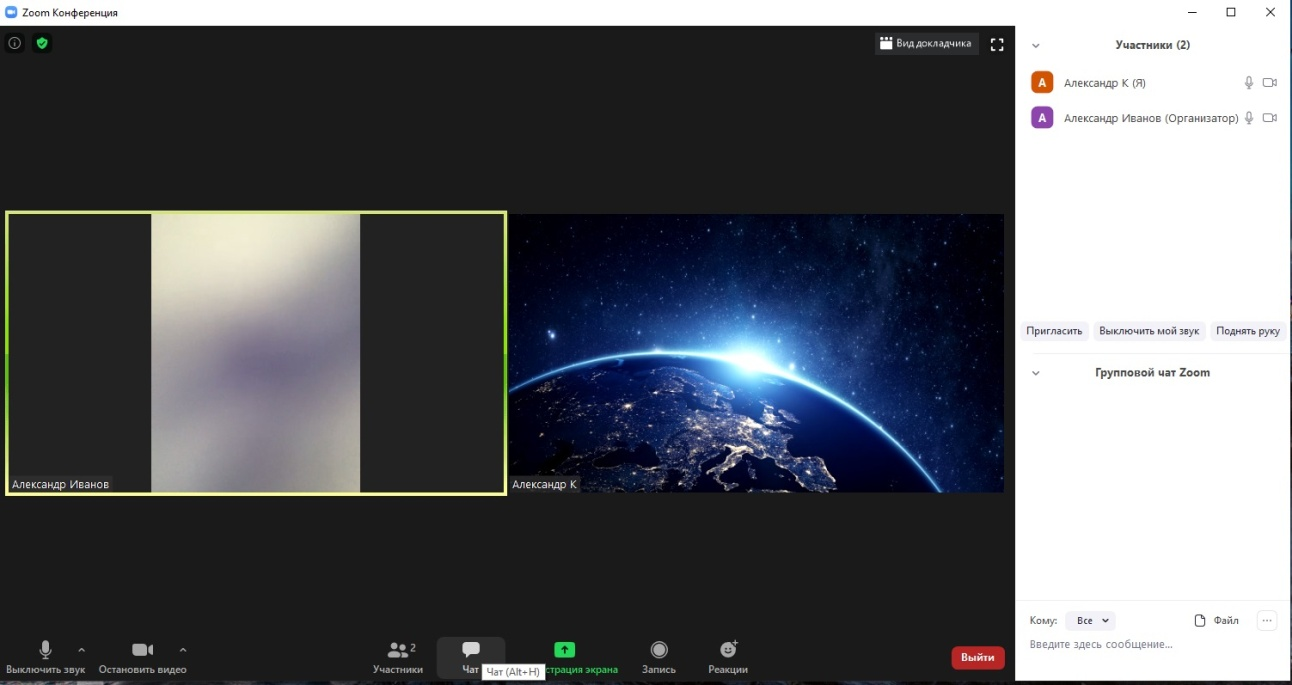 Zoom Конференция
Вид докладчика
Участники (2)
А Александр К (Я)
А Александр Иванов (Организатор)
Пригласить Выключить мой звук Поднять руку
Групповой чат Zoom
Александр Иванов
Александр К
Кому: Все Файл
Введите здесь сообщение...
2
Выключить звук Остановить видео Участники Чат страция экрана Запись Реакции
Чат (Alt+H)
Выйти